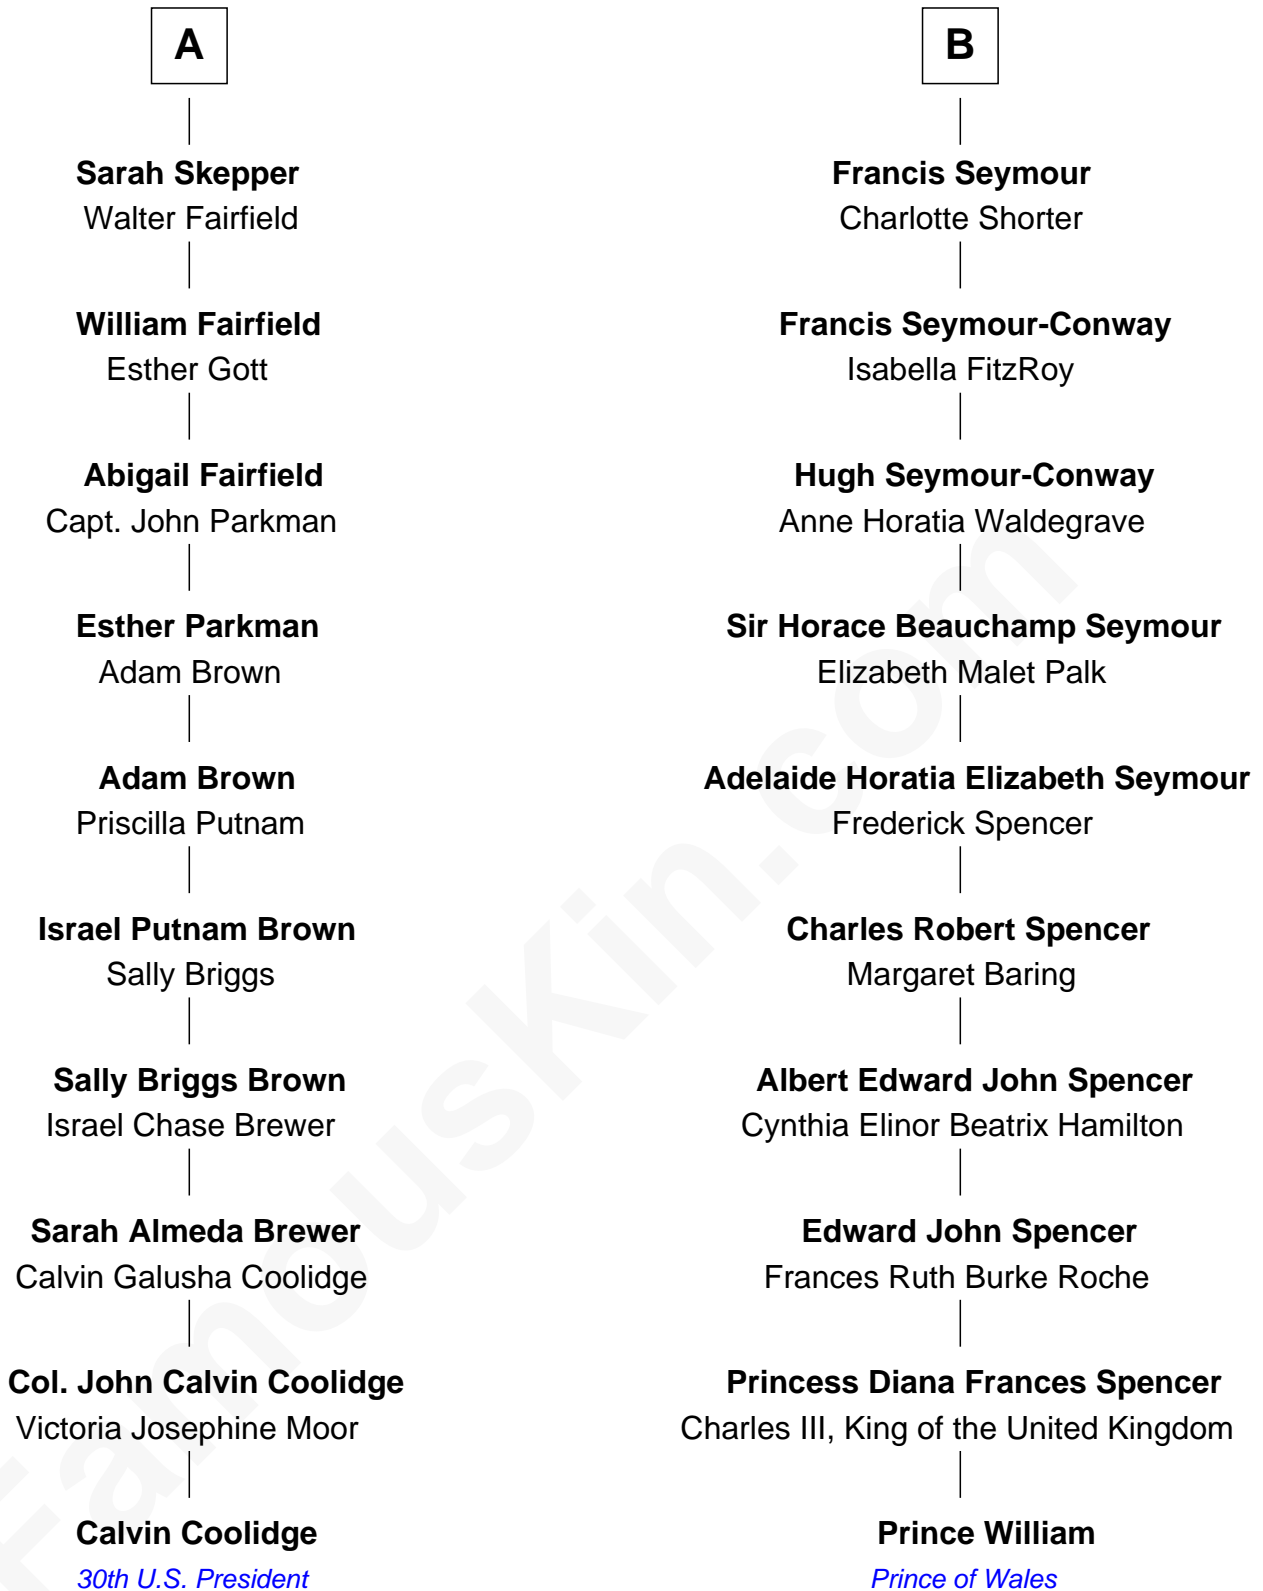 A
Sarah Skepper
Walter Fairfield
William Fairfield
Esther Gott
Abigail Fairfield
Capt. John Parkman
Esther Parkman
Adam Brown
Adam Brown
Priscilla Putnam
Israel Putnam Brown
Sally Briggs
Sally Briggs Brown
Israel Chase Brewer
Sarah Almeda Brewer
Calvin Galusha Coolidge
Col. John Calvin Coolidge
Victoria Josephine Moor
Calvin Coolidge
30th U.S. President
B
Francis Seymour
Charlotte Shorter
Francis Seymour-Conway
Isabella FitzRoy
Hugh Seymour-Conway
Anne Horatia Waldegrave
Sir Horace Beauchamp Seymour
Elizabeth Malet Palk
Adelaide Horatia Elizabeth Seymour
Frederick Spencer
Charles Robert Spencer
Margaret Baring
Albert Edward John Spencer
Cynthia Elinor Beatrix Hamilton
Edward John Spencer
Frances Ruth Burke Roche
Princess Diana Frances Spencer
Charles III, King of the United Kingdom
Prince William
Prince of Wales
FamousKin.com